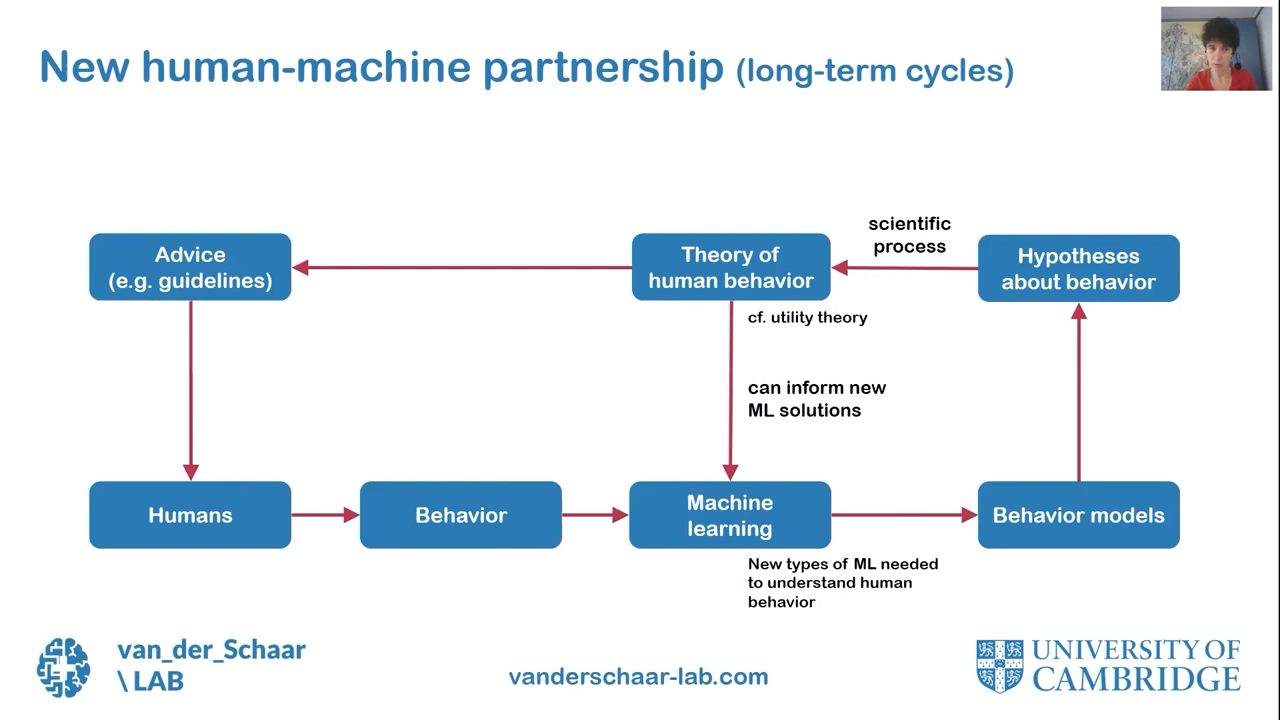 New human-machine partnership (long-term cycles)
scientific
process
Advice
(e.g. guidelines)
Theory of
human behavior
Hypotheses
about behavior
cf. utility theory
can inform new
ML solutions
Humans
Behavior
Machine
learning
Behavior models
New types of ML needed
to understand human
behavior
van_der_Schaar
\ LAB
vanderschaar-lab.com
UNIVERSITY OF
CAMBRIDGE